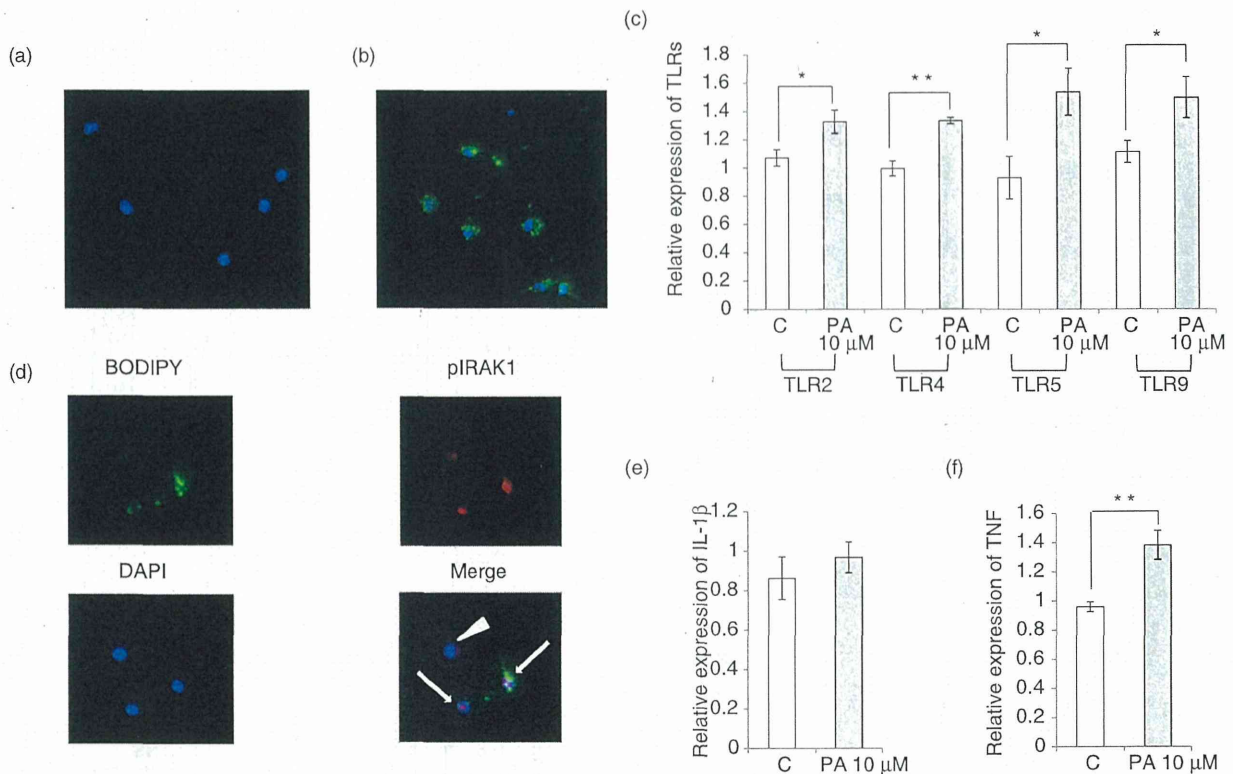 (a)
(b)
(c)
Relative expression of TLRs
1.8
1.6
1.4
1.2
1
0.8
0.6
0.4
0.2
0
*
**
*
*
C PA 10 μM C PA 10 μM C PA 10 μM C PA 10 μM
TLR2 TLR4 TLR5 TLR9
(d)
BODIPY
pIRAK1
DAPI
Merge
(e)
Relative expression of IL-1β
1.2
1
0.8
0.6
0.4
0.2
0
C PA 10 μM
(f)
Relative expression of TNF
1.6
1.4
1.2
1
0.8
0.6
0.4
0.2
0
**
C PA 10 μM